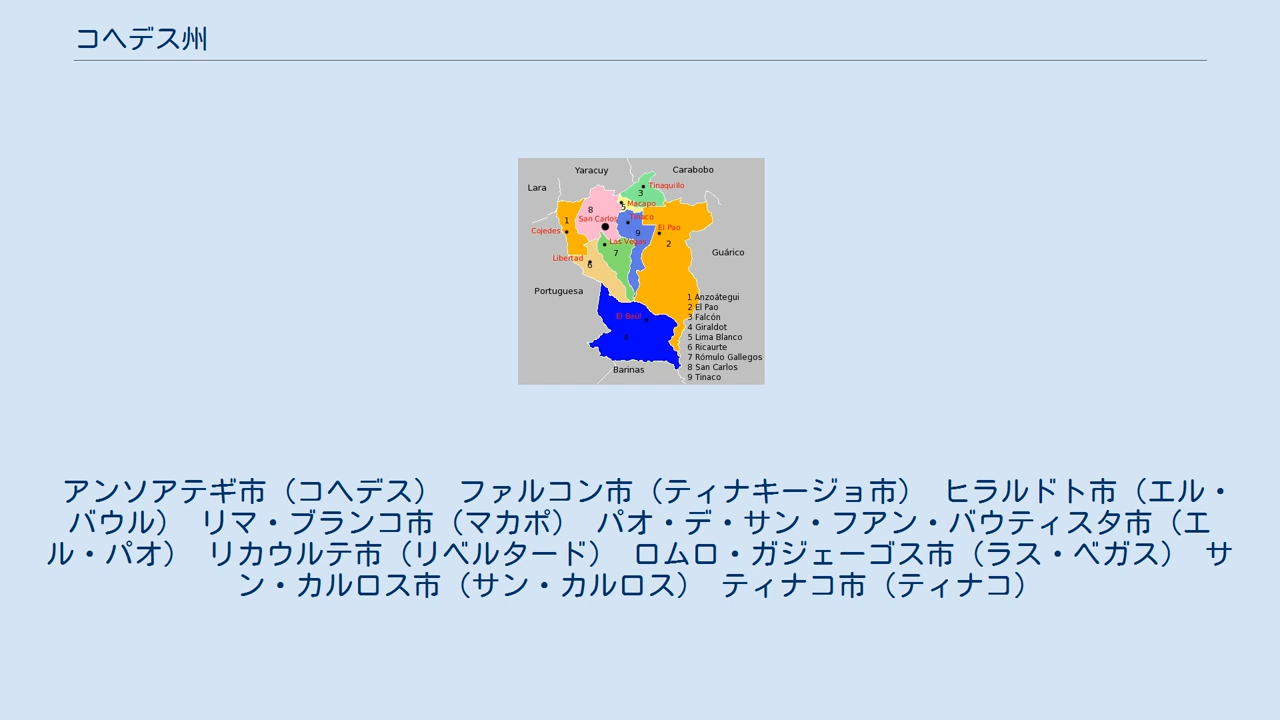 コヘデス州
Yaracuy
Carabobo
Lara
Tinaquillo
3
8
5
Macapo
1
San Carlos
Tinaco
Cojedes
9
El Pao
2
Las Vegas
7
Guárico
Libertad
6
Portuguesa
1 Anzoátegui
2 El Pao
3 Falcón
4 Giraldot
5 Lima Blanco
6 Ricaurte
7 Rómulo Gallegos
8 San Carlos
9 Tinaco
El Baúl
4
Barinas
アンソアテギ市（コヘデス） ファルコン市（ティナキージョ市） ヒラルドト市（エル・
バウル） リマ・ブランコ市（マカポ） パオ・デ・サン・フアン・バウティスタ市（エ
ル・パオ） リカウルテ市（リベルタード） ロムロ・ガジェーゴス市（ラス・ベガス） サ
ン・カルロス市（サン・カルロス） ティナコ市（ティナコ）